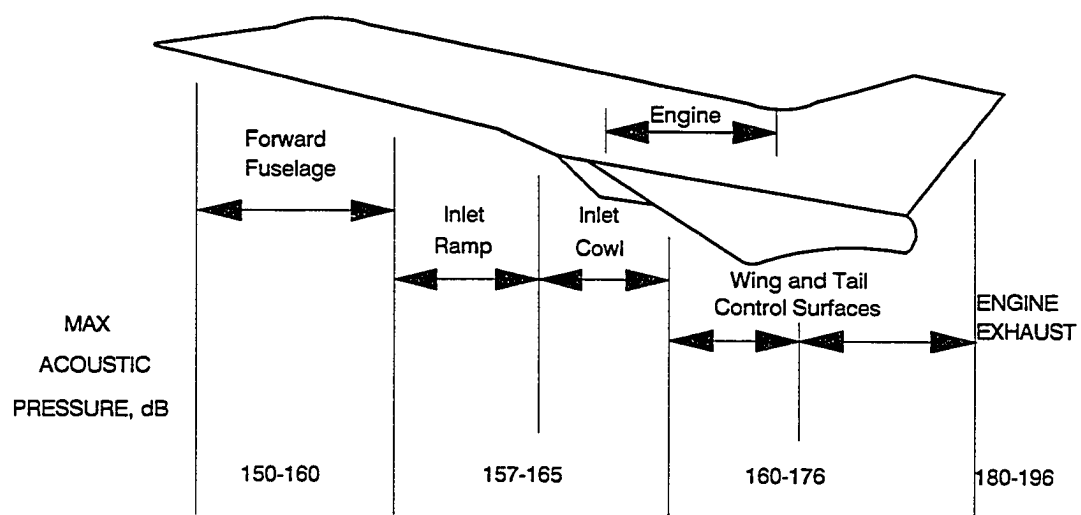 Engine
Forward
Fuselage
Inlet
Ramp
Inlet
Cowl
Wing and Tail
Control Surfaces
ENGINE
EXHAUST
MAX
ACOUSTIC
PRESSURE, dB
150-160
157-165
160-176
180-196